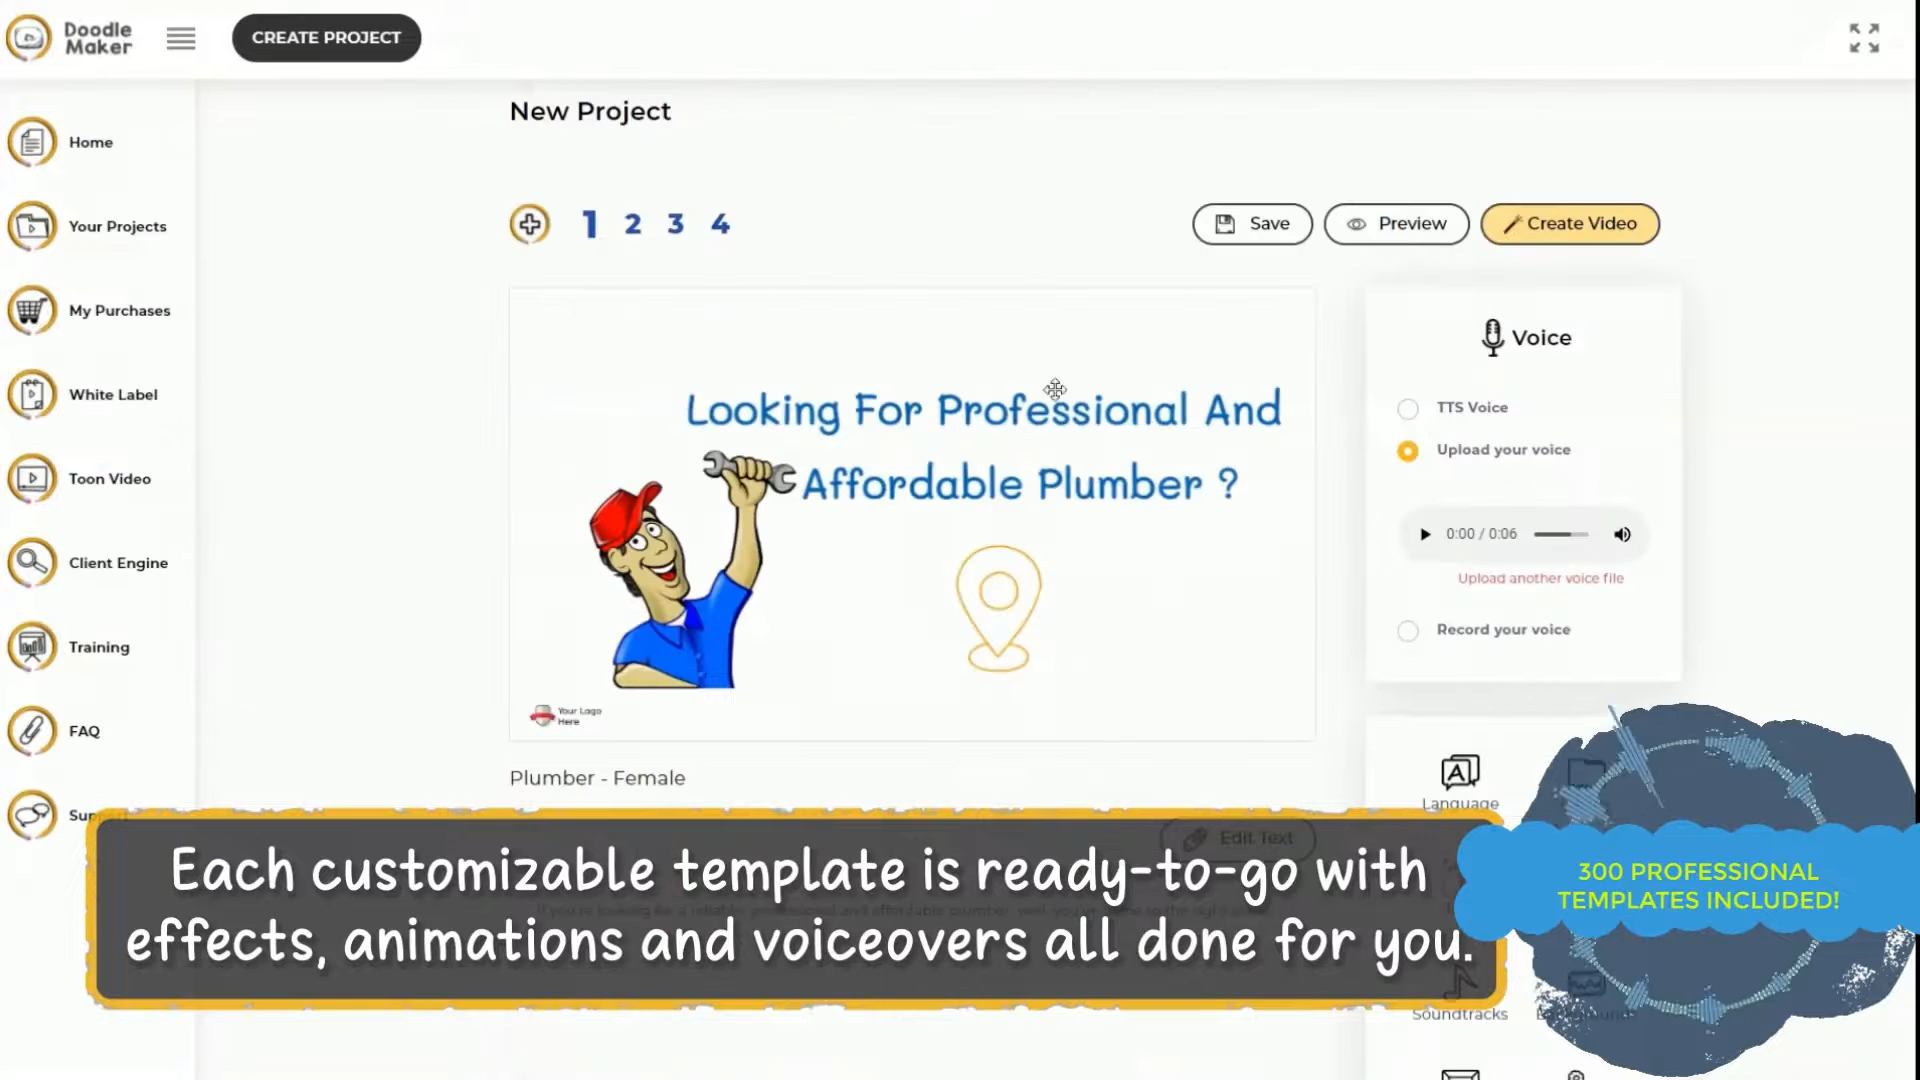 Doodle
Maker
CREATE PROJECT
Home
Your Projects
My Purchases
White Label
Toon Video
Client Engine
Training
FAQ
New Project
1 2 3 4
Save
Preview
Create Video
Looking For Professional And
Affordable Plumber ?
Your Logo
Here
Plumber - Female
Edit Text
Voice
TTS Voice
Upload your voice
0:00 / 0:06
Upload another voice file
Record your voice
Language
Soundtracks
Each customizable template is ready-to-go with
effects, animations and voiceovers all done for you.
300 PROFESSIONAL
TEMPLATES INCLUDED!